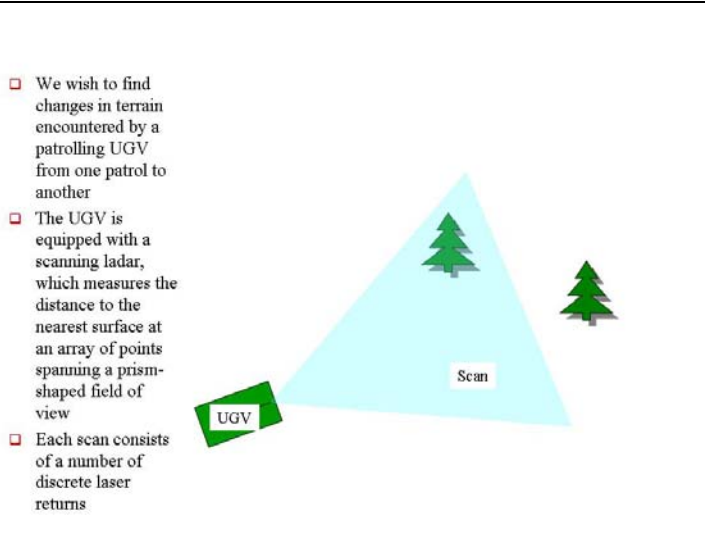 We wish to find
changes in terrain
encountered by a
patrolling UGV
from one patrol to
another
The UGV is
equipped with a
scanning ladar,
which measures the
distance to the
nearest surface at
an array of points
spanning a prism-
shaped field of
view
Each scan consists
of a number of
discrete laser
returns
Scan
UGV